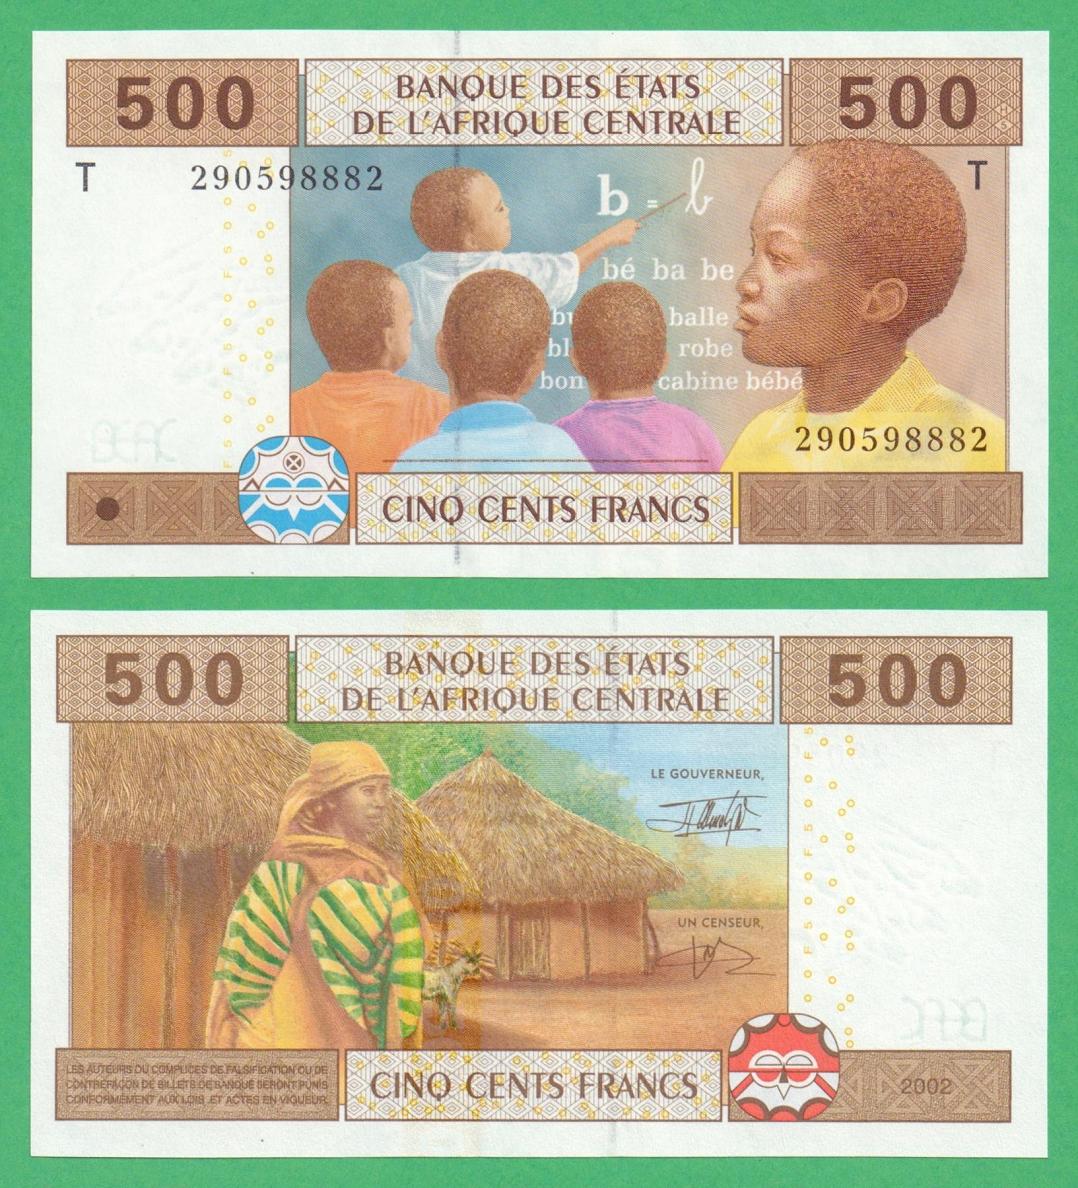 500
BANQUE DES ÉTATS
DE L'AFRIQUE CENTRALE
500
T
290598882
T
b = b
bé ba be
balle
robe
bon cabine bébé
290598882
CINQ CENTS FRANCS
500
BANQUE DES ÉTATS
DE L'AFRIQUE CENTRALE
500
LE GOUVERNEUR,
UN CENSEUR,
LES AUTEURS OU COMPLICES DE FALSIFICATION OU DE
CONTREFAÇON DE BILLETS DE BANQUE SERONT PUNIS
CONFORMÉMENT AUX LOIS ET ACTES EN VIGUEUR.
CINQ CENTS FRANCS
2002